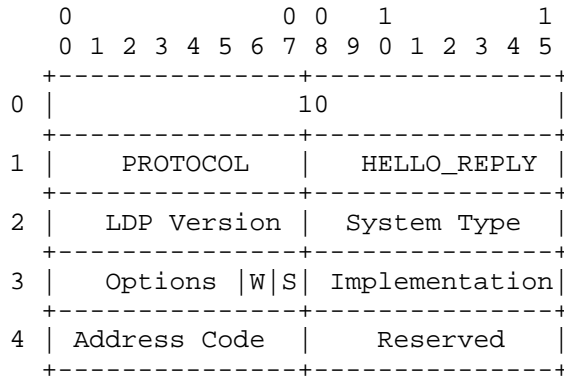 0                 0 0   1         1
0 1 2 3 4 5 6 7 8 9 0 1 2 3 4 5
+---------------+---------------+
0 |               10              |
+---------------+---------------+
1 |    PROTOCOL   |   HELLO_REPLY |
+---------------+---------------+
2 |   LDP Version |  System Type  |
+---------------+---------------+
3 |   Options |W|S| Implementation|
+---------------+---------------+
4 | Address Code  |    Reserved   |
+---------------+---------------+